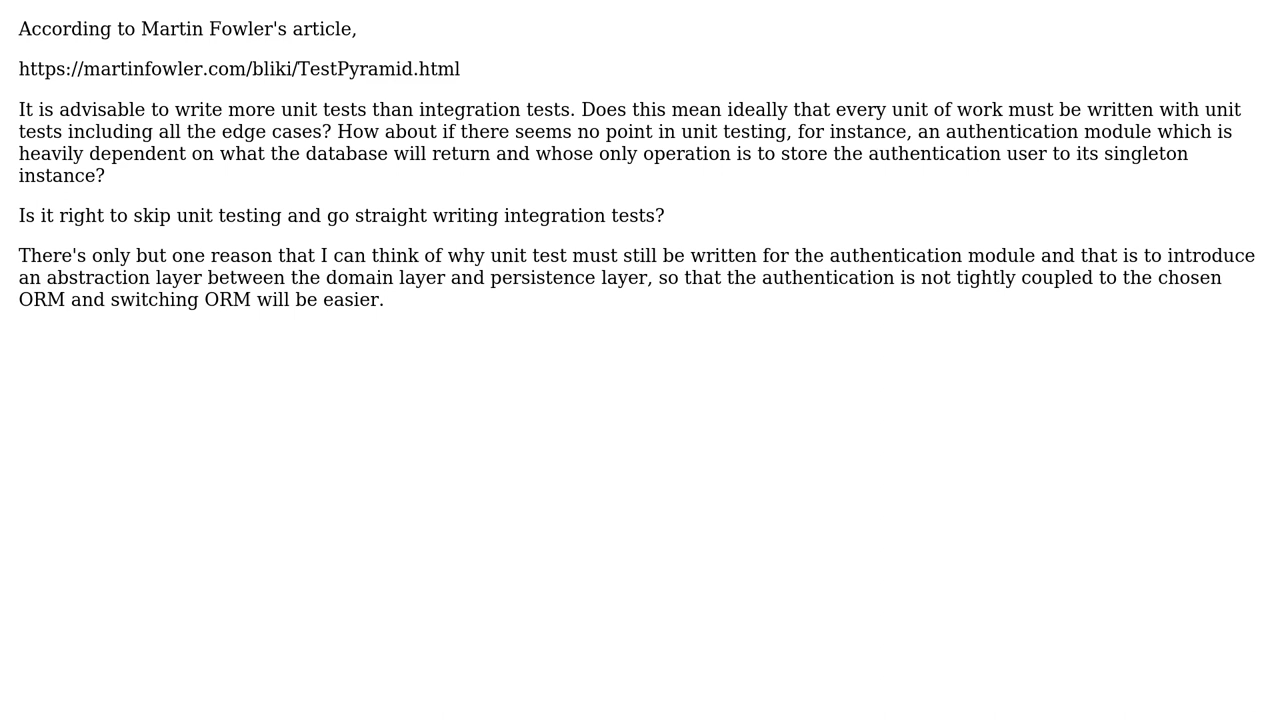 According to Martin Fowler's article,
https://martinfowler.com/bliki/TestPyramid.html
It is advisable to write more unit tests than integration tests. Does this mean ideally that every unit of work must be written with unit
tests including all the edge cases? How about if there seems no point in unit testing, for instance, an authentication module which is
heavily dependent on what the database will return and whose only operation is to store the authentication user to its singleton
instance?
Is it right to skip unit testing and go straight writing integration tests?
There's only but one reason that I can think of why unit test must still be written for the authentication module and that is to introduce
an abstraction layer between the domain layer and persistence layer, so that the authentication is not tightly coupled to the chosen
ORM and switching ORM will be easier.